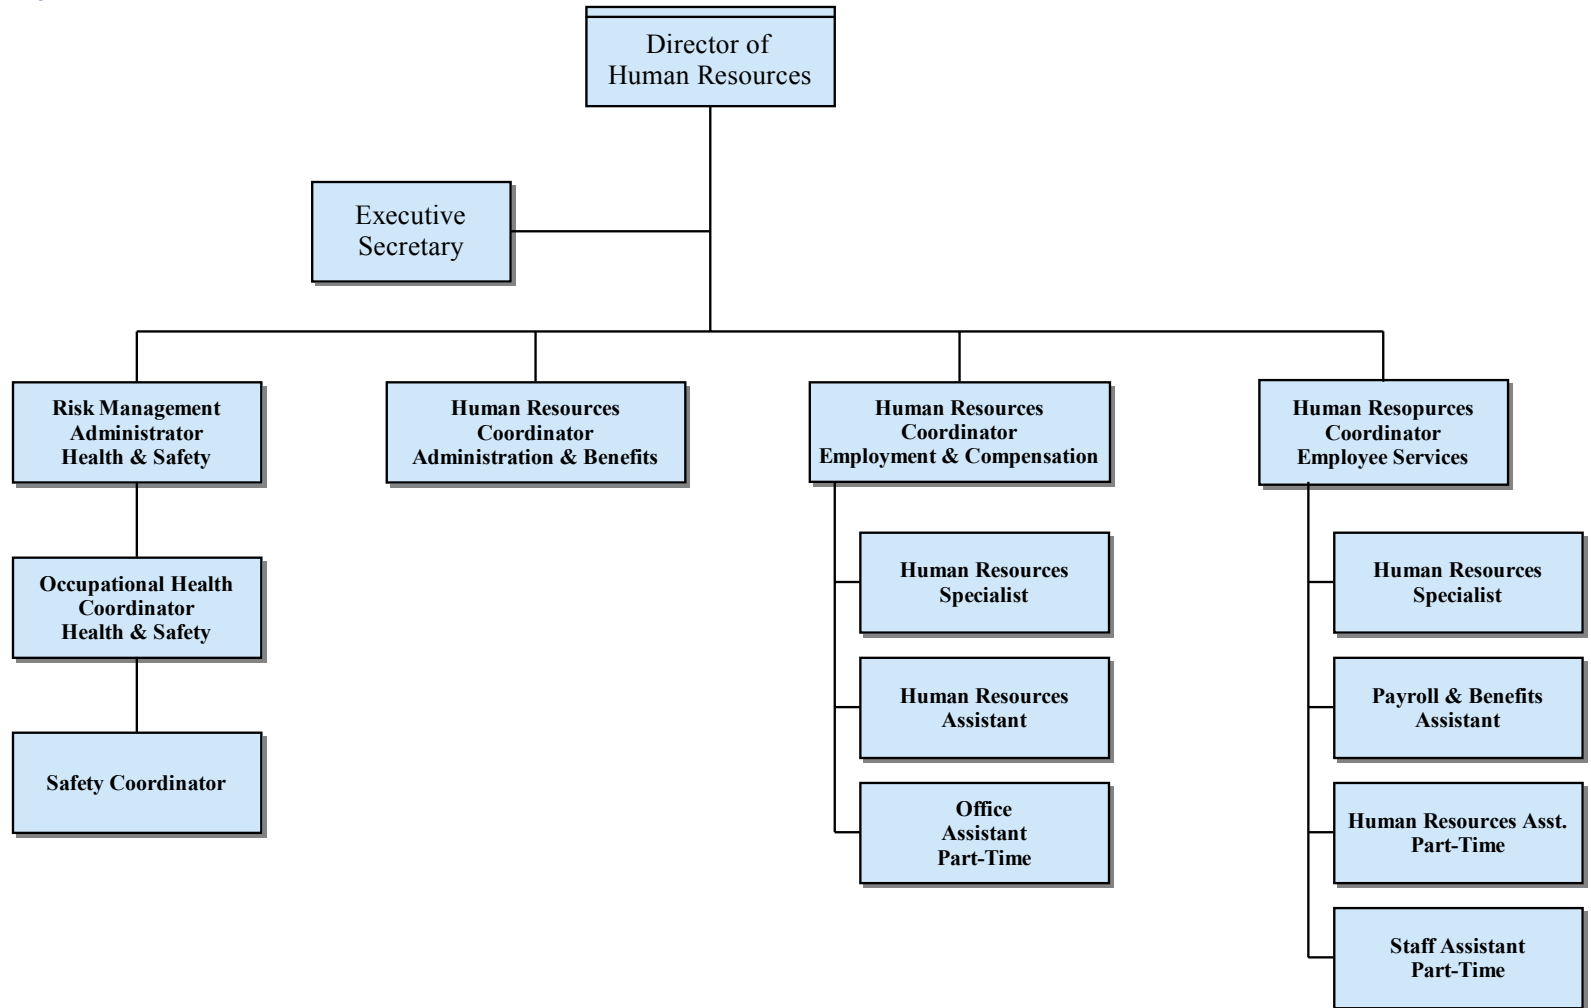 Director of
Human Resources
Executive
Secretary
Risk Management
Administrator
Health & Safety
Human Resources
Coordinator
Administration & Benefits
Human Resources
Coordinator
Employment & Compensation
Human Resopurces
Coordinator
Employee Services
Occupational Health
Coordinator
Health & Safety
Safety Coordinator
Human Resources
Specialist
Human Resources
Assistant
Office
Assistant
Part-Time
Human Resources
Specialist
Payroll & Benefits
Assistant
Human Resources Asst.
Part-Time
Staff Assistant
Part-Time